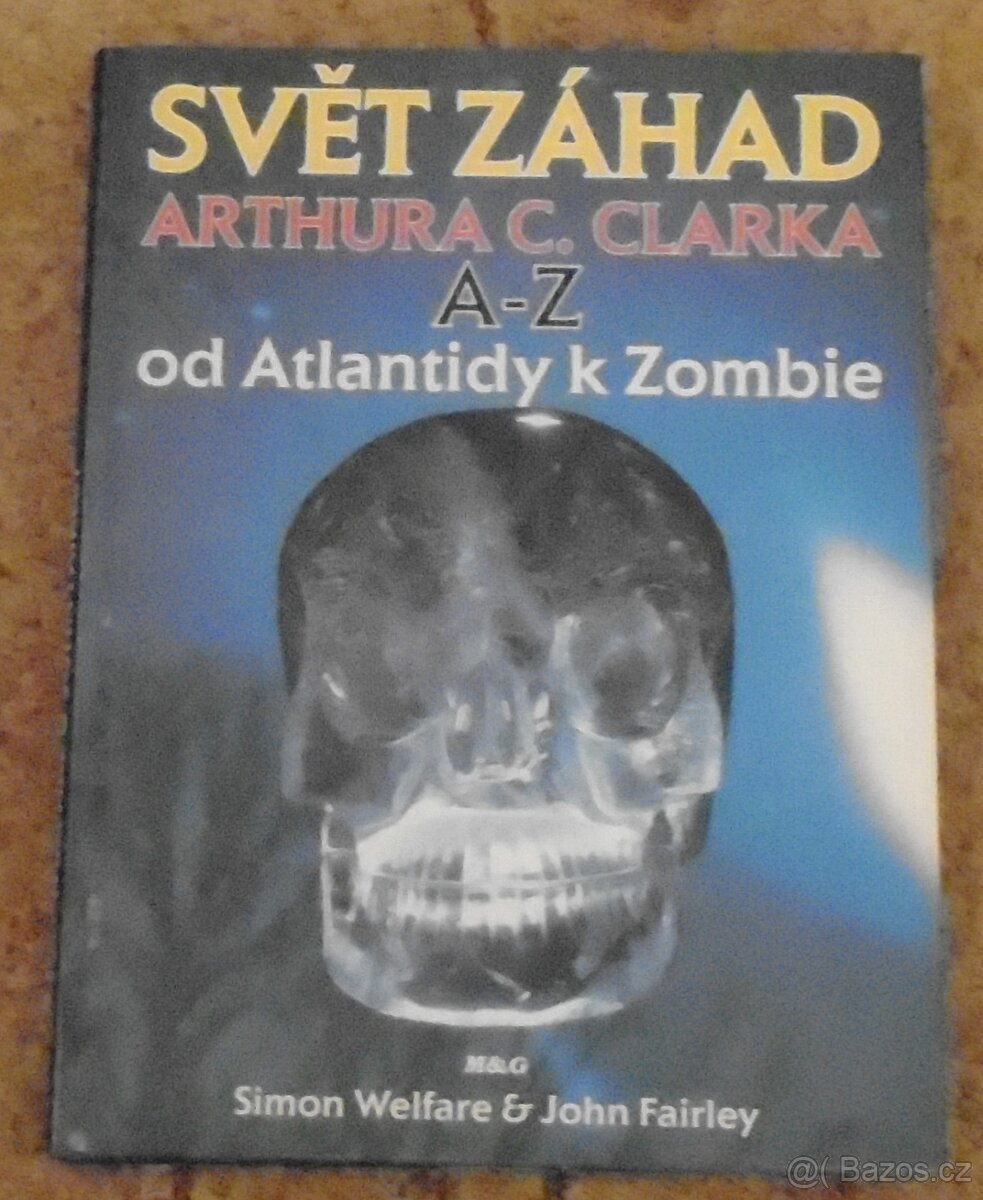 SVĚT ZÁHAD
ARTHURA C. CLARKA
A-Z
od Atlantidy k Zombie
M&G
Simon Welfare & John Fairley
@( Bazos.cz